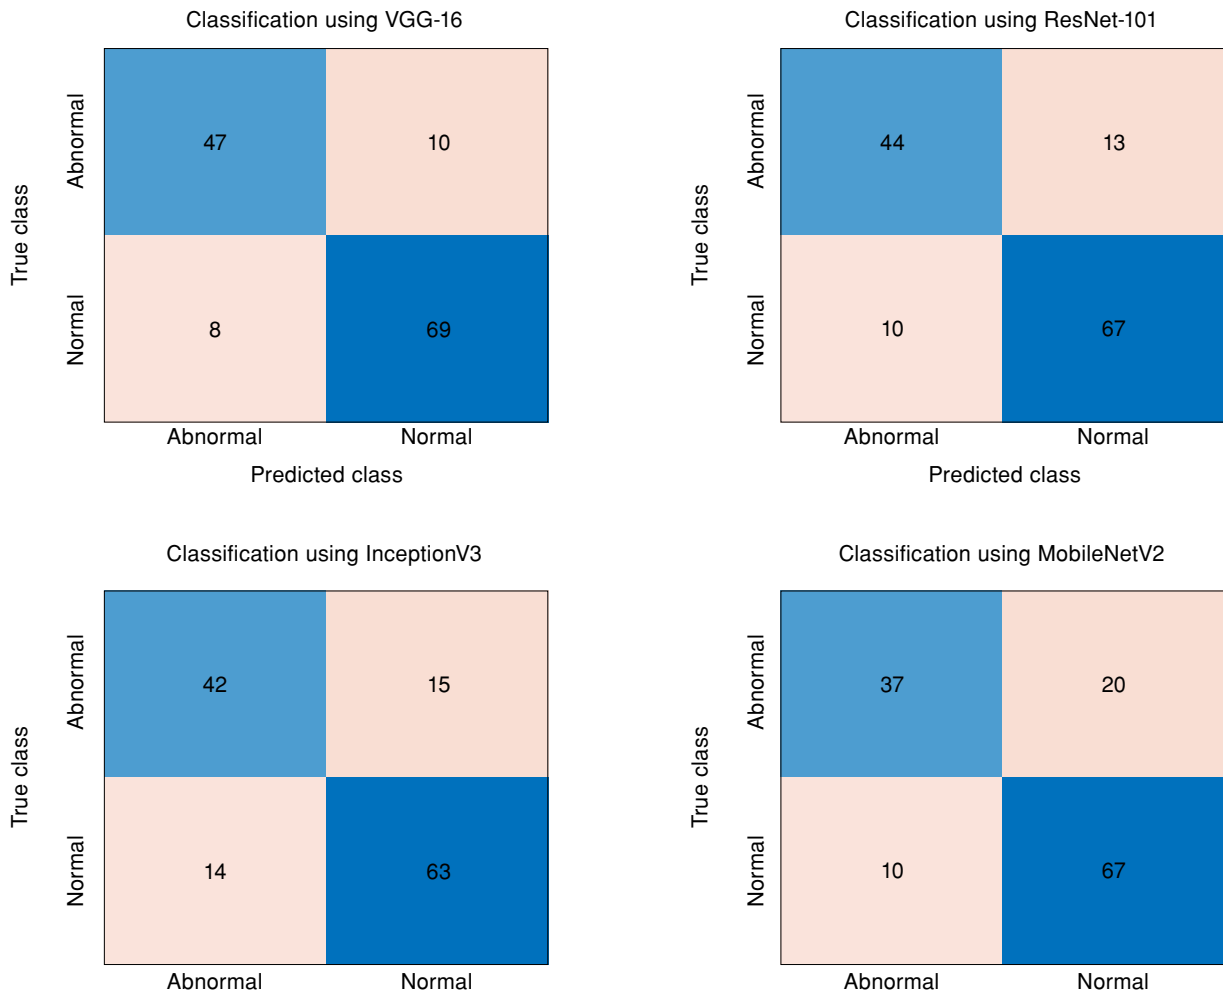 Classification using VGG-16
True class
Abnormal
47
10
Normal
8
69
Abnormal
Normal
Predicted class
Classification using ResNet-101
True class
Abnormal
44
13
Normal
10
67
Abnormal
Normal
Predicted class
Classification using InceptionV3
True class
Abnormal
42
15
Normal
14
63
Abnormal
Normal
Classification using MobileNetV2
True class
Abnormal
37
20
Normal
10
67
Abnormal
Normal